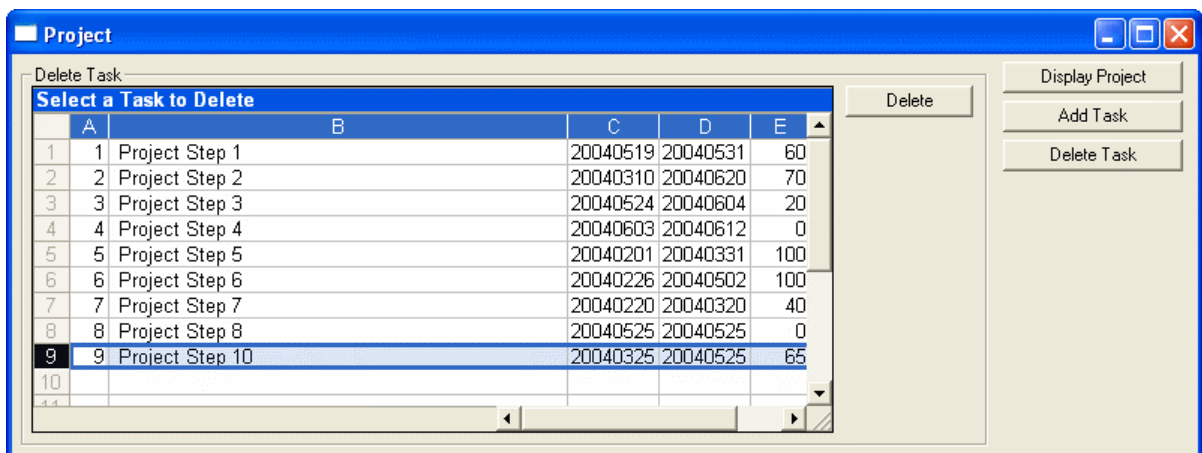 Project
Delete Task
Display Project
Select a Task to Delete
Delete
Add Task
A B C D E
Delete Task
1 1 Project Step 1 20040519 20040531 60
2 2 Project Step 2 20040310 20040620 70
3 3 Project Step 3 20040524 20040604 20
4 4 Project Step 4 20040603 20040612 0
5 5 Project Step 5 20040201 20040331 100
6 6 Project Step 6 20040226 20040502 100
7 7 Project Step 7 20040220 20040320 40
8 8 Project Step 8 20040525 20040525 0
9 9 Project Step 10 20040325 20040525 65
10